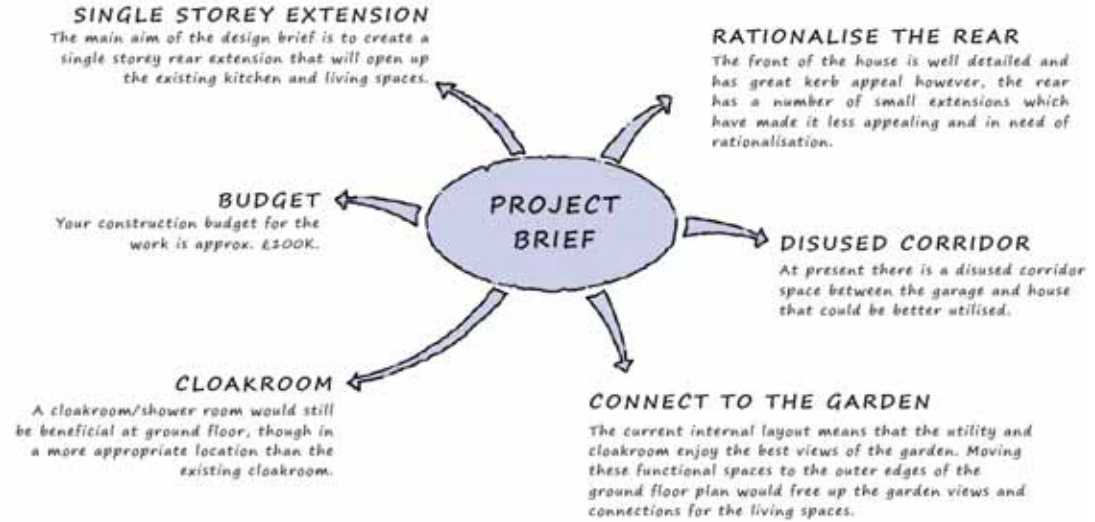 SINGLE STOREY EXTENSION
The main aim of the design brief is to create a
single storey rear extension that will open up
the existing kitchen and living spaces.
RATIONALISE THE REAR
The front of the house is well detailed and
has great kerb appeal however, the rear
has a number of small extensions which
have made it less appealing and in need of
rationalisation.
BUDGET
Your construction budget for the
work is approx. £100K.
PROJECT
BRIEF
DISUSED CORRIDOR
At present there is a disused corridor
space between the garage and house
that could be better utilised.
CLOAKROOM
A cloakroom/shower room would still
be beneficial at ground floor, though in
a more appropriate location than the
existing cloakroom.
CONNECT TO THE GARDEN
The current internal layout means that the utility and
cloakroom enjoy the best views of the garden. Moving
these functional spaces to the outer edges of the
ground floor plan would free up the garden views and
connections for the living spaces.